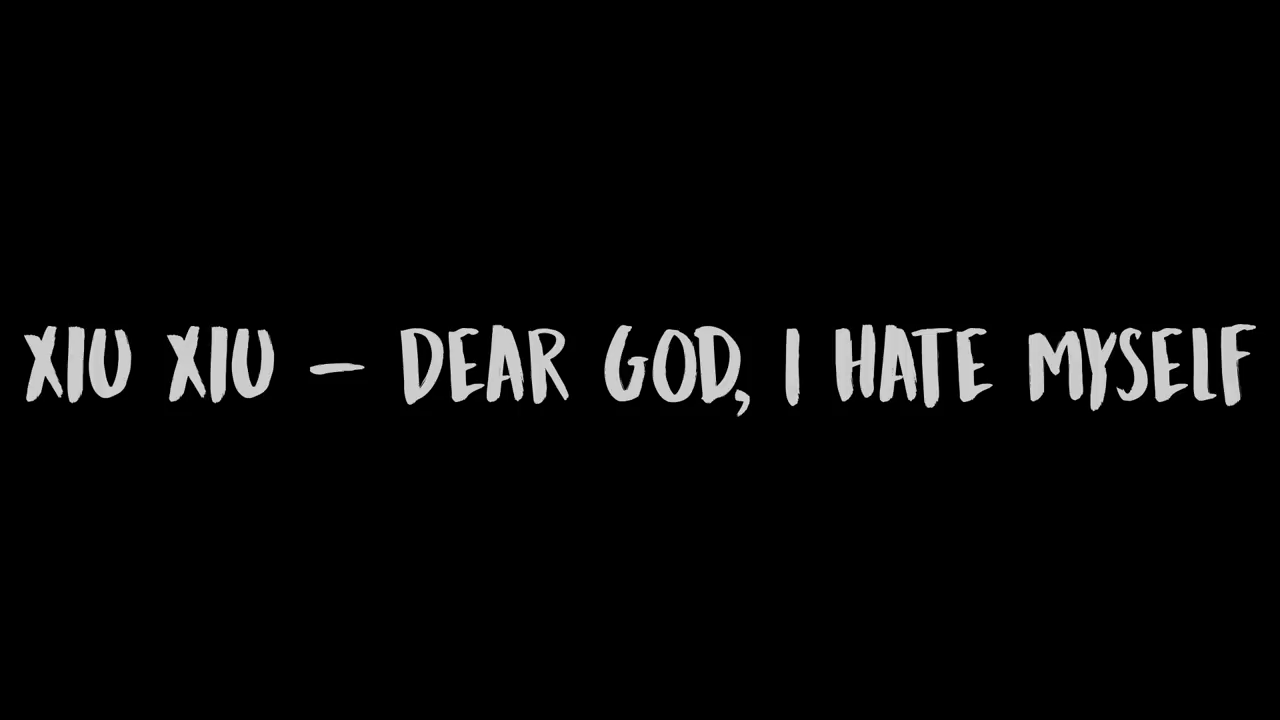 XIU XIU – DEAR GOD, I HATE MYSELF